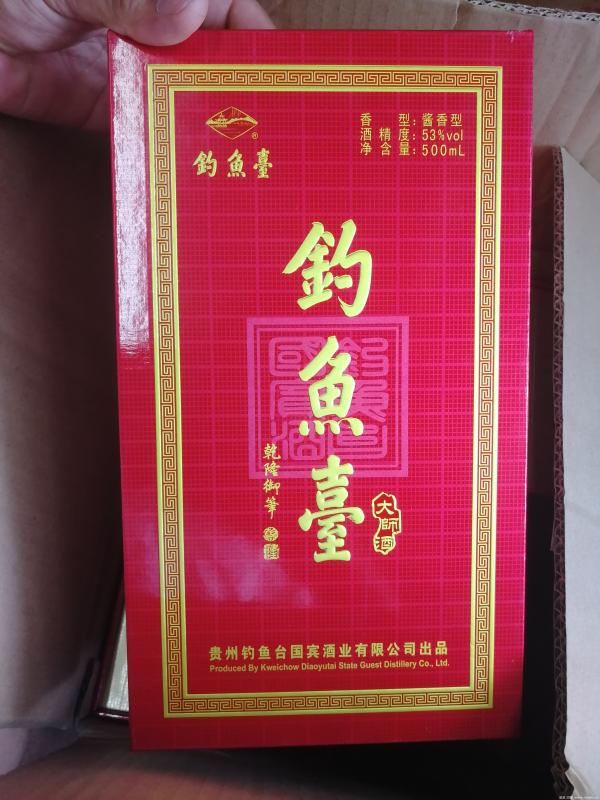 香 型：酱香型
酒精度：53%vol
净含量：500mL
®
釣魚臺
釣魚臺
乾隆御筆
大師酒
贵州钓鱼台国宾酒业有限公司出品
Produced By Kweichow Diaoyutai State Guest Distillery Co., Ltd.